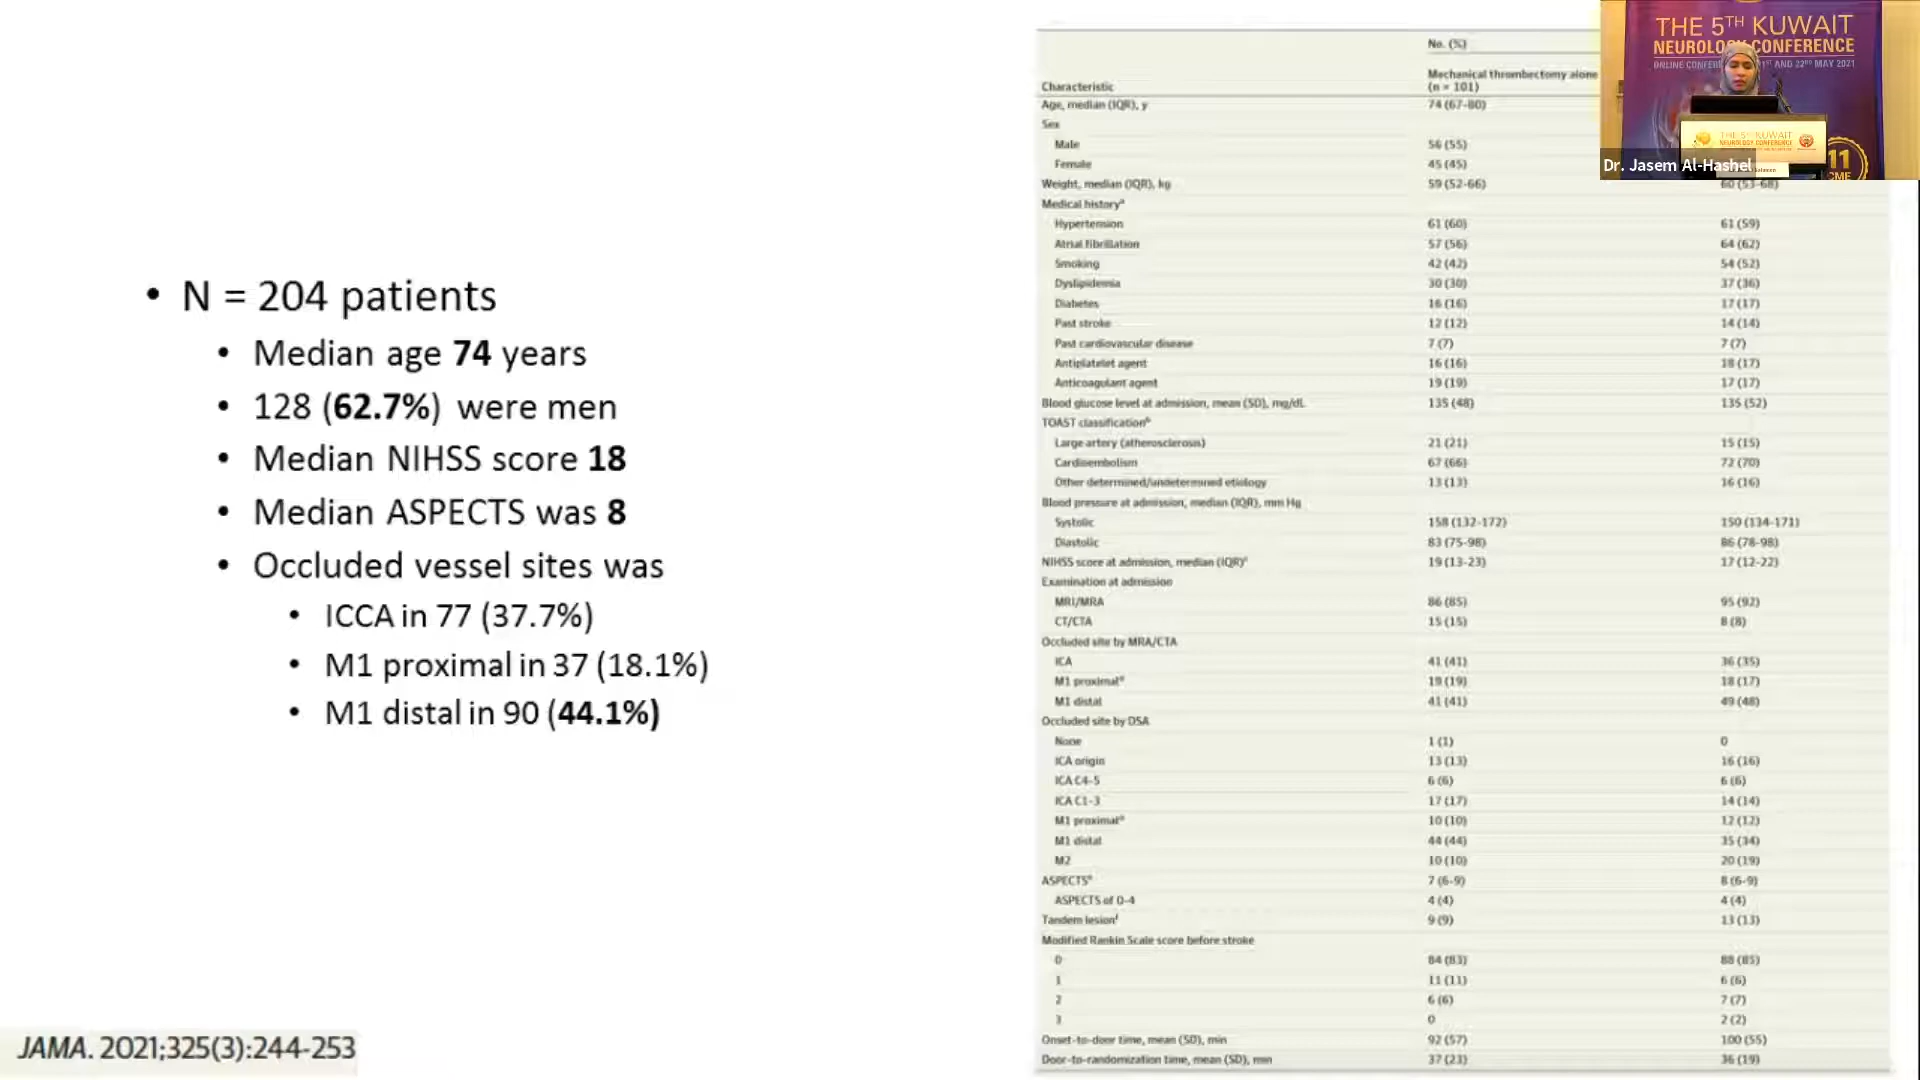 • N = 204 patients
• Median age 74 years
• 128 (62.7%) were men
• Median NIHSS score 18
• Median ASPECTS was 8
• Occluded vessel sites was
• ICCA in 77 (37.7%)
• M1 proximal in 37 (18.1%)
• M1 distal in 90 (44.1%)
JAMA. 2021;325(3):244-253
No. (%)
Characteristic Mechanical thrombectomy alone (n = 101)
Age, median (IQR), y 74 (67-80)
Sex
Male 56 (55)
Female 45 (45)
Weight, median (IQR), kg 59 (52-66) 60 (53-68)
Medical historyᵃ
Hypertension 61 (60) 61 (59)
Atrial fibrillation 57 (56) 64 (62)
Smoking 42 (42) 54 (52)
Dyslipidemia 30 (30) 37 (36)
Diabetes 16 (16) 17 (17)
Past stroke 12 (12) 14 (14)
Past cardiovascular disease 7 (7) 7 (7)
Antiplatelet agent 16 (16) 18 (17)
Anticoagulant agent 19 (19) 17 (17)
Blood glucose level at admission, mean (SD), mg/dL 135 (48) 135 (52)
TOAST classificationᵇ
Large artery (atherosclerosis) 21 (21) 15 (15)
Cardioembolism 67 (66) 72 (70)
Other determined/undetermined etiology 13 (13) 16 (16)
Blood pressure at admission, median (IQR), mm Hg
Systolic 158 (132-172) 150 (134-171)
Diastolic 83 (75-98) 86 (78-98)
NIHSS score at admission, median (IQR)ᶜ 19 (13-23) 17 (12-22)
Examination at admission
MRI/MRA 86 (85) 95 (92)
CT/CTA 15 (15) 8 (8)
Occluded site by MRA/CTA
ICA 41 (41) 36 (35)
M1 proximal 19 (19) 18 (17)
M1 distal 41 (41) 49 (48)
Occluded site by DSA
None 1 (1) 0
ICA origin 13 (13) 16 (16)
ICA C4-5 6 (6) 6 (6)
ICA C1-3 17 (17) 14 (14)
M1 proximal 10 (10) 12 (12)
M1 distal 44 (44) 35 (34)
M2 10 (10) 20 (19)
ASPECTS 7 (6-9) 8 (6-9)
ASPECTS of 0-4 4 (4) 4 (4)
Tandem lesionᶠ 9 (9) 13 (13)
Modified Rankin Scale score before stroke
0 84 (83) 88 (85)
1 11 (11) 6 (6)
2 6 (6) 7 (7)
3 0 2 (2)
Onset-to-door time, mean (SD), min 92 (57) 100 (55)
Door-to-randomization time, mean (SD), min 37 (23) 36 (19)
THE 5TH KUWAIT
NEUROLOGY CONFERENCE
AND 22ND MAY 2021
THE 5TH KUWAIT
NEUROLOGY CONFERENCE
11
CME
Dr. Jasem Al-Hashel